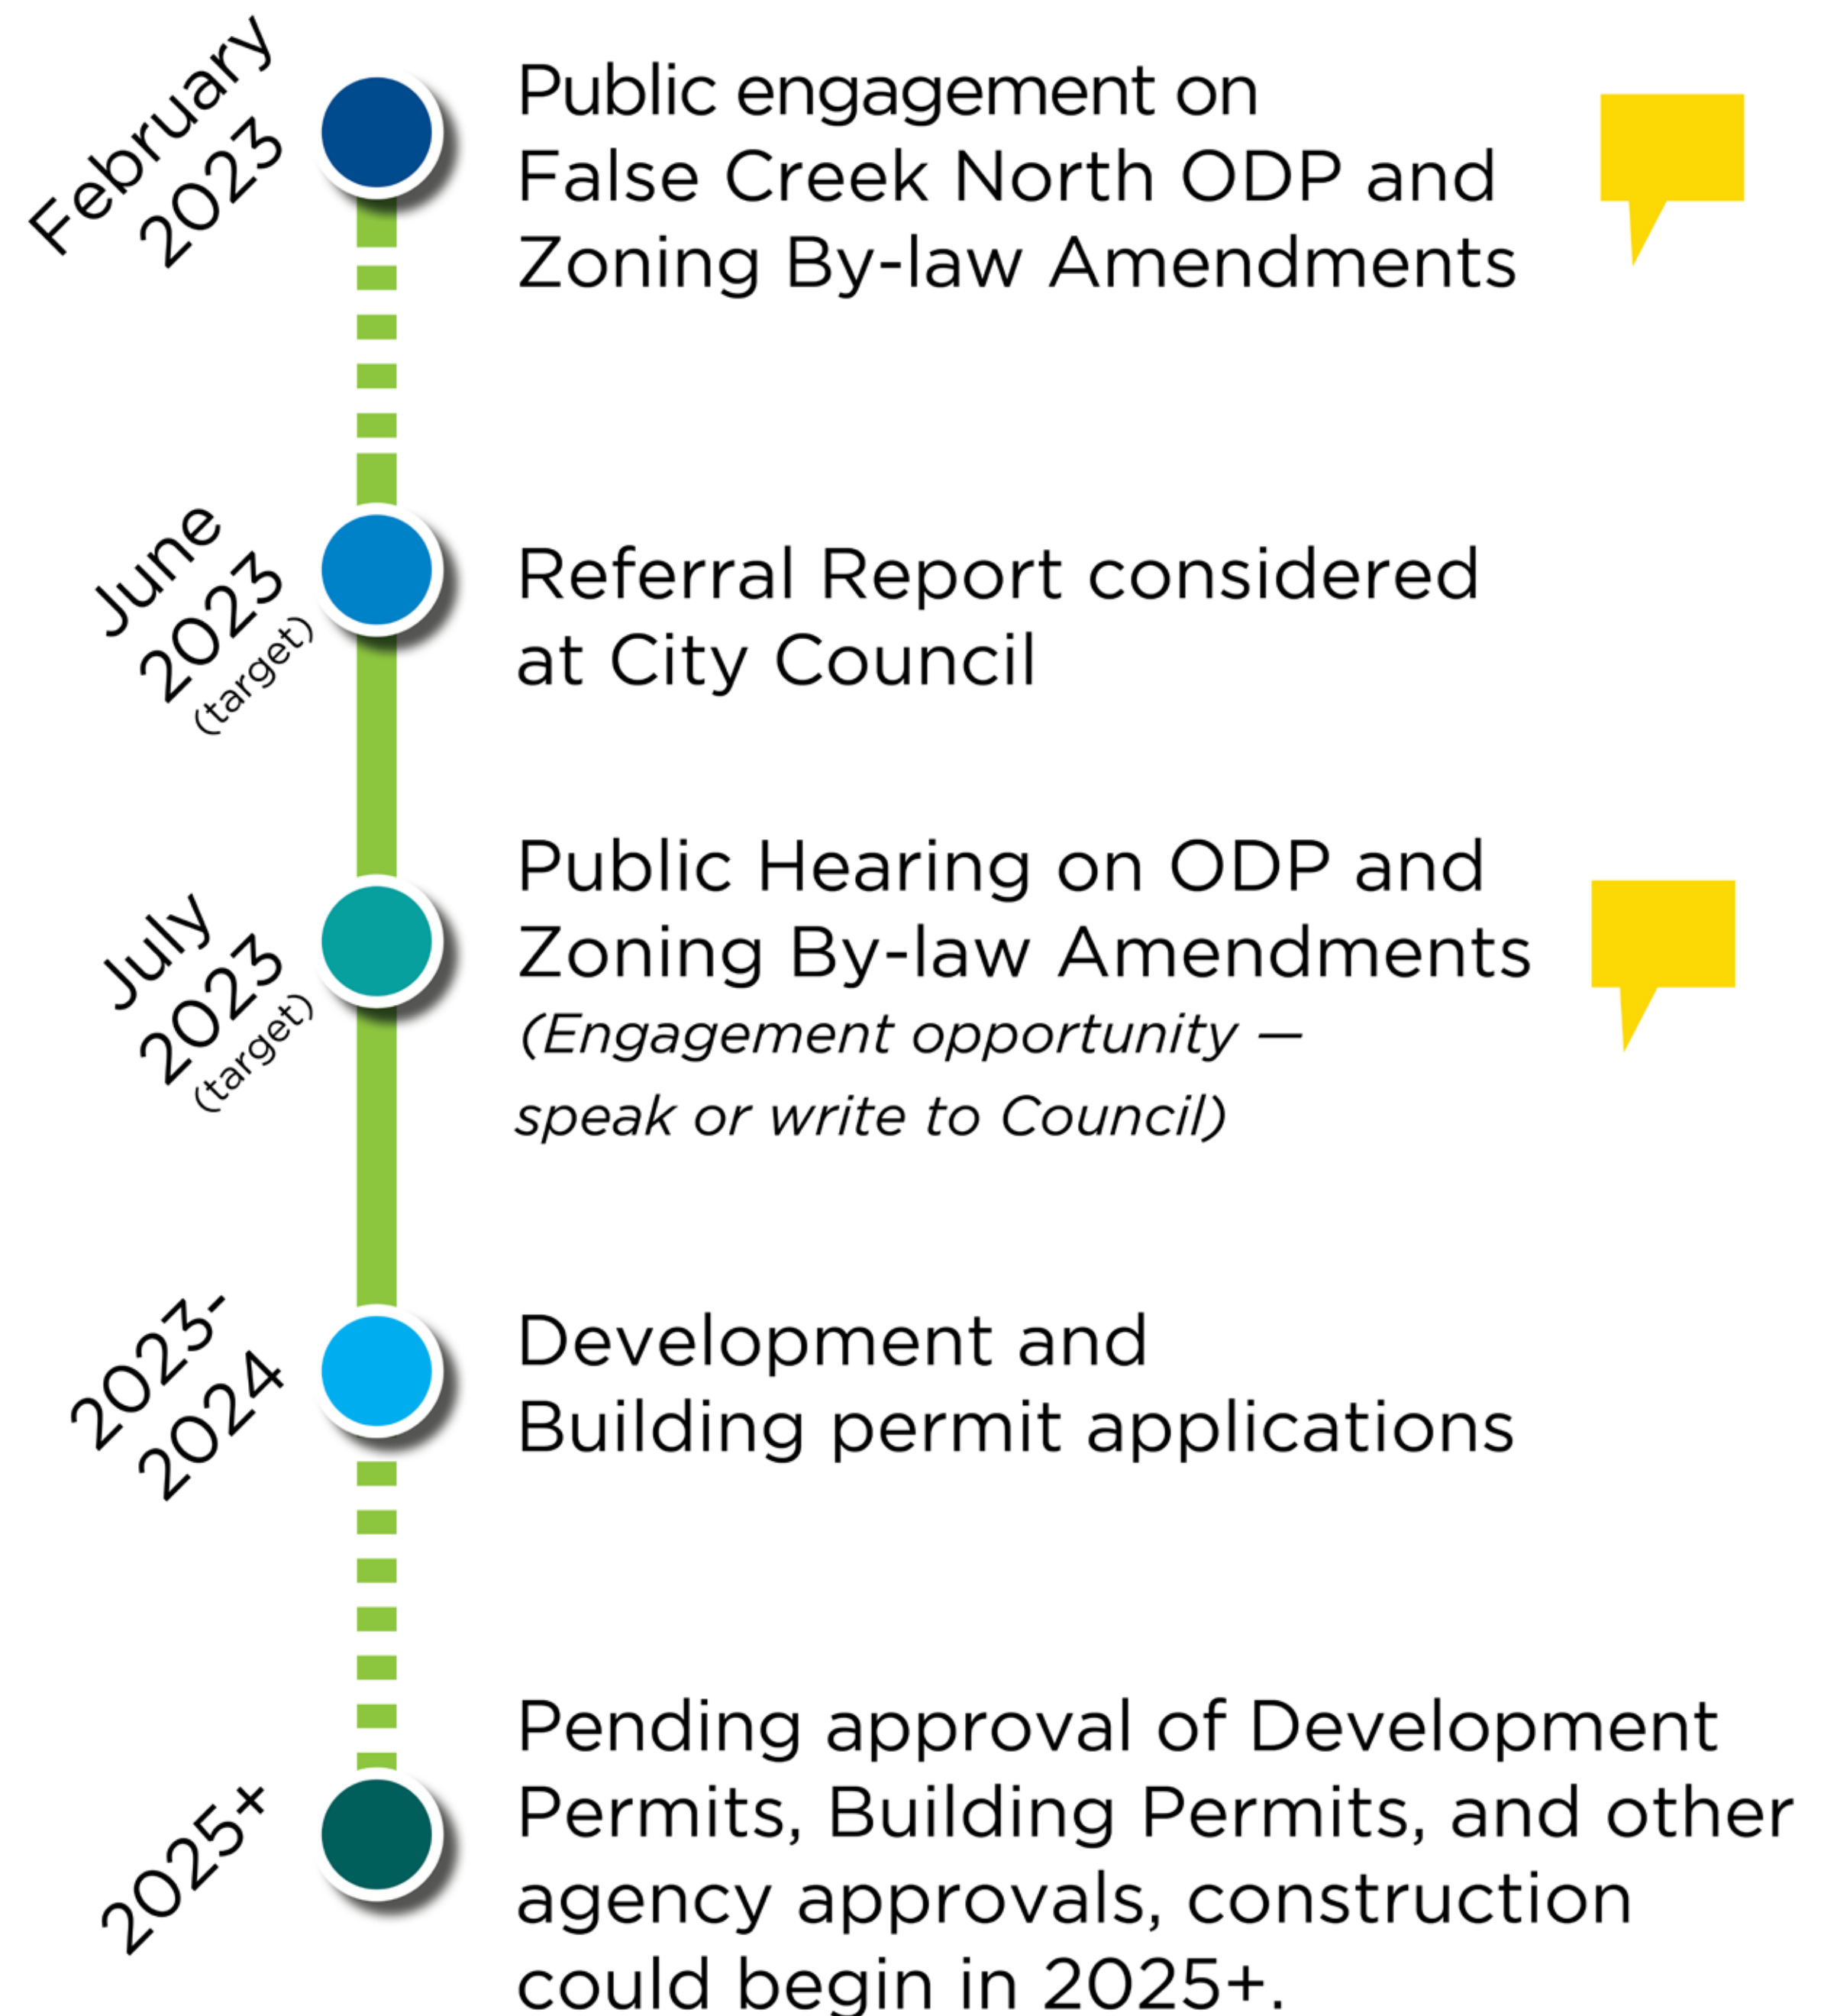 February
2023
Public engagement on
False Creek North ODP and
Zoning By-law Amendments
June
2023
(target)
Referral Report considered
at City Council
July
2023
(target)
Public Hearing on ODP and
Zoning By-law Amendments
(Engagement opportunity —
speak or write to Council)
2023-
2024
Development and
Building permit applications
2025+
Pending approval of Development
Permits, Building Permits, and other
agency approvals, construction
could begin in 2025+.